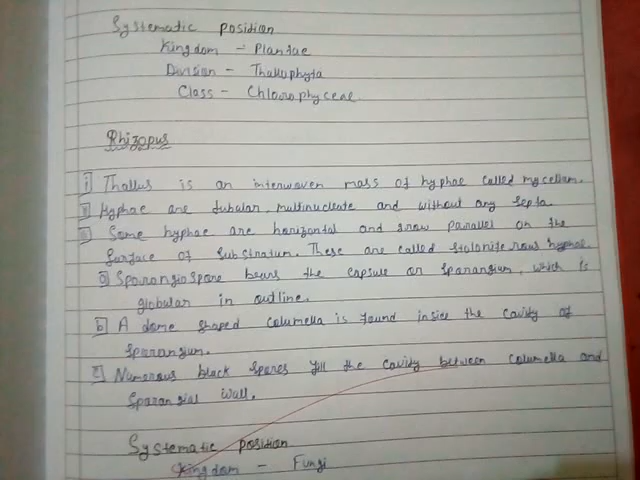 Systematic position
Kingdom - Plantae
Division - Thallophyta
Class - Chlorophyceae
Rhizopus
i] Thallus is an interwoven mass of hyphae called mycelium.
ii] Hyphae are tubular, multinucleate and without any septa
iii] Some hyphae are horizontal and grow parallel on the
surface of substratum. These are called stoloniferous hyphae
a] Sporangiospore bears the capsule or sporangium, which is
globular in outline.
b] A dome shaped columella is found inside the cavity of
sporangium.
c] Numorous black spores fill the cavity between columella and
sporangial wall.
Systematic position
Kingdom - Fungi